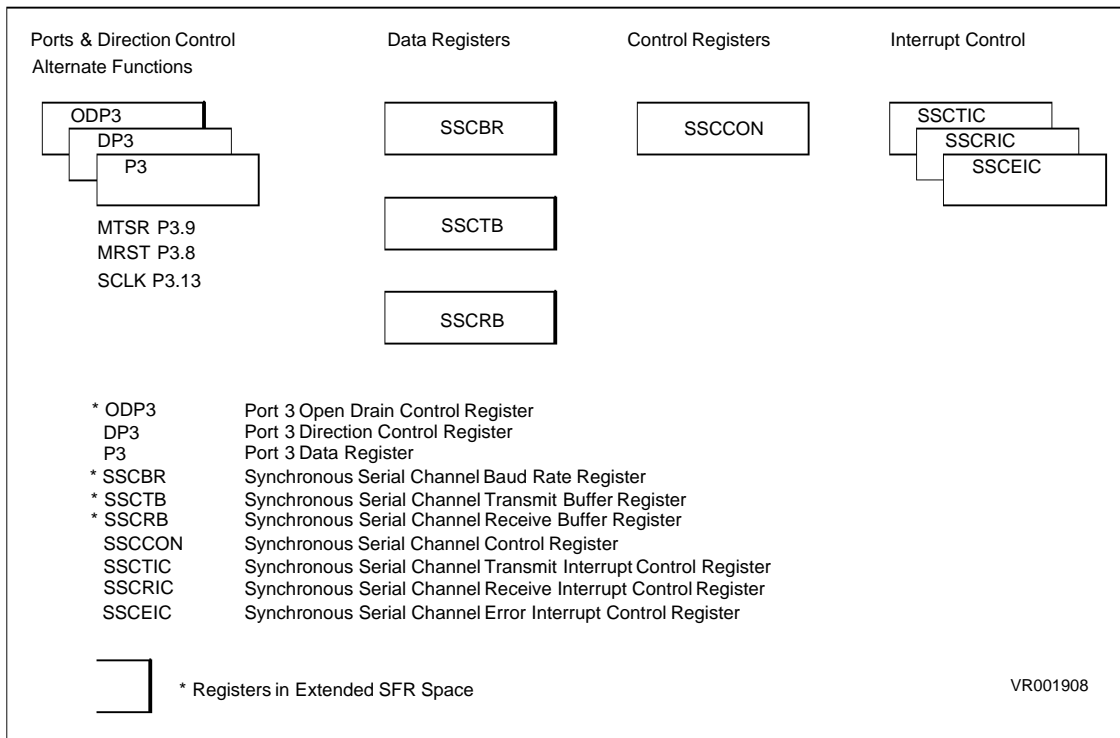 Ports & Direction Control
Alternate Functions
Data Registers
Control Registers
Interrupt Control
ODP3
DP3
P3
MTSR P3.9
MRST P3.8
SCLK P3.13
SSCBR
SSCTB
SSCRB
SSCCON
SSCTIC
SSCRIC
SSCEIC
* ODP3 Port 3 Open Drain Control Register
DP3 Port 3 Direction Control Register
P3 Port 3 Data Register
* SSCBR Synchronous Serial Channel Baud Rate Register
* SSCTB Synchronous Serial Channel Transmit Buffer Register
* SSCRB Synchronous Serial Channel Receive Buffer Register
SSCCON Synchronous Serial Channel Control Register
SSCTIC Synchronous Serial Channel Transmit Interrupt Control Register
SSCRIC Synchronous Serial Channel Receive Interrupt Control Register
SSCEIC Synchronous Serial Channel Error Interrupt Control Register
* Registers in Extended SFR Space
VR001908